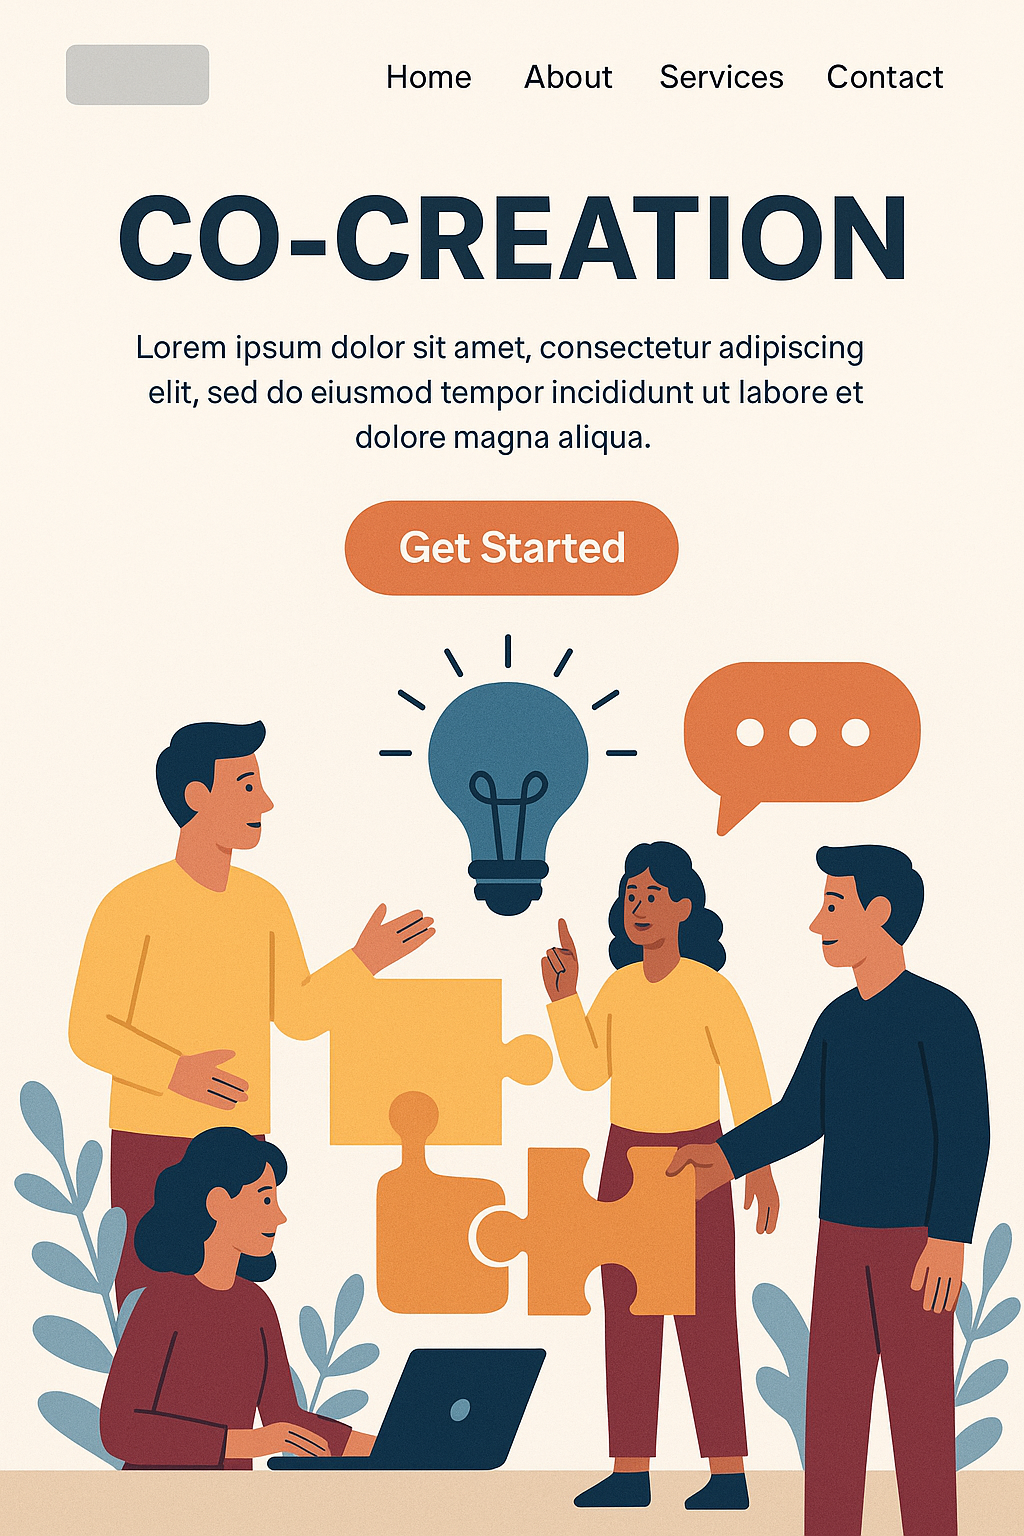 Home About Services Contact
CO-CREATION
Lorem ipsum dolor sit amet, consectetur adipiscing
elit, sed do eiusmod tempor incididunt ut labore et
dolore magna aliqua.
Get Started